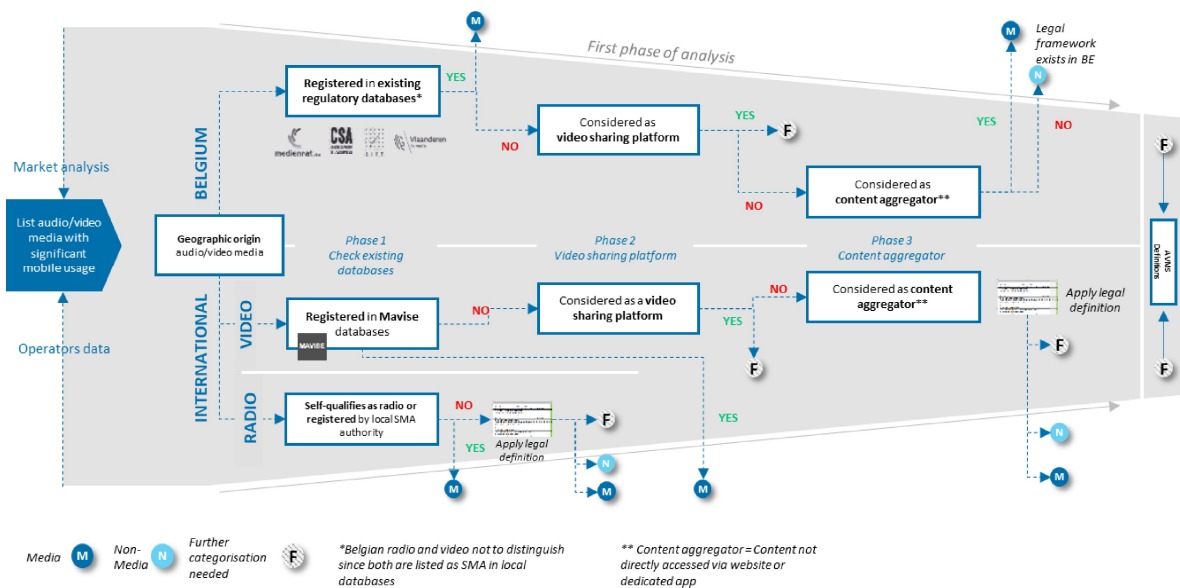 M
M
Legal
framework
exists in BE
First phase of analysis
N
Registered in existing
regulatory databases*
YES
YES
YES
NO
Considered as
video sharing platform
F
NO
F
medienrat.be
CSA
BIPT
Vlaanderen
BELGIUM
Market analysis
NO
NO
Considered as
content aggregator**
List audio/video
media with
significant
mobile usage
Geographic origin
audio/video media
Phase 1
Check existing
databases
Phase 2
Video sharing platform
Phase 3
Content aggregator
AVMS
Definitions
INTERNATIONAL
VIDEO
Registered in Mavise
databases
MAVISE
NO
Considered as a video
sharing platform
NO
YES
Considered as content
aggregator**
Apply legal
definition
Operators data
F
F
F
RADIO
Self-qualifies as radio or
registered by local SMA
authority
NO
YES
Apply legal
definition
F
YES
N
N
M
M
M
M
Media
M
Non-
Media
N
Further
categorisation
needed
F
*Belgian radio and video not to distinguish
since both are listed as SMA in local
databases
** Content aggregator = Content not
directly accessed via website or
dedicated app